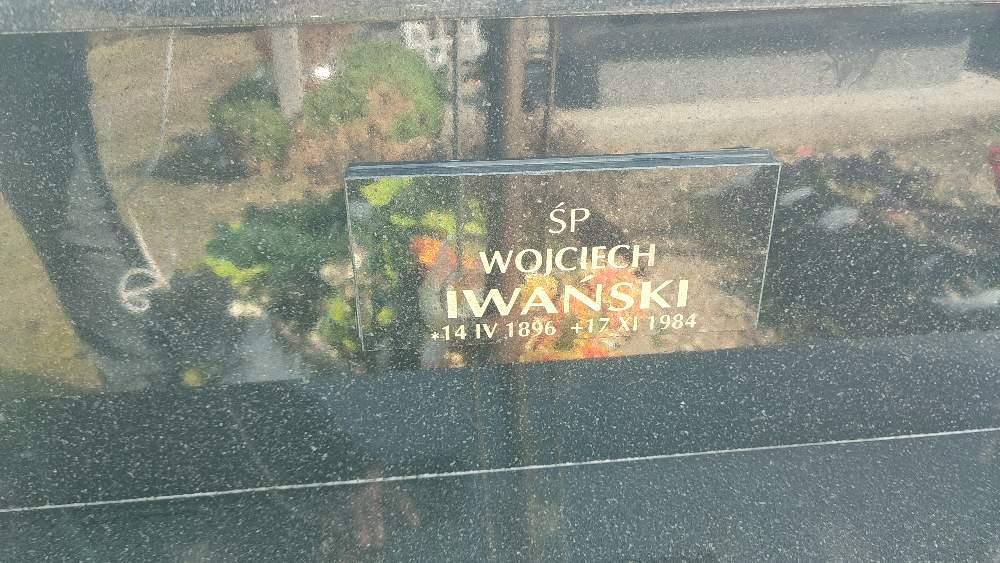 ŚP
WOJCIECH
IWAŃSKI
*14 IV 1896 +17 XI 1984